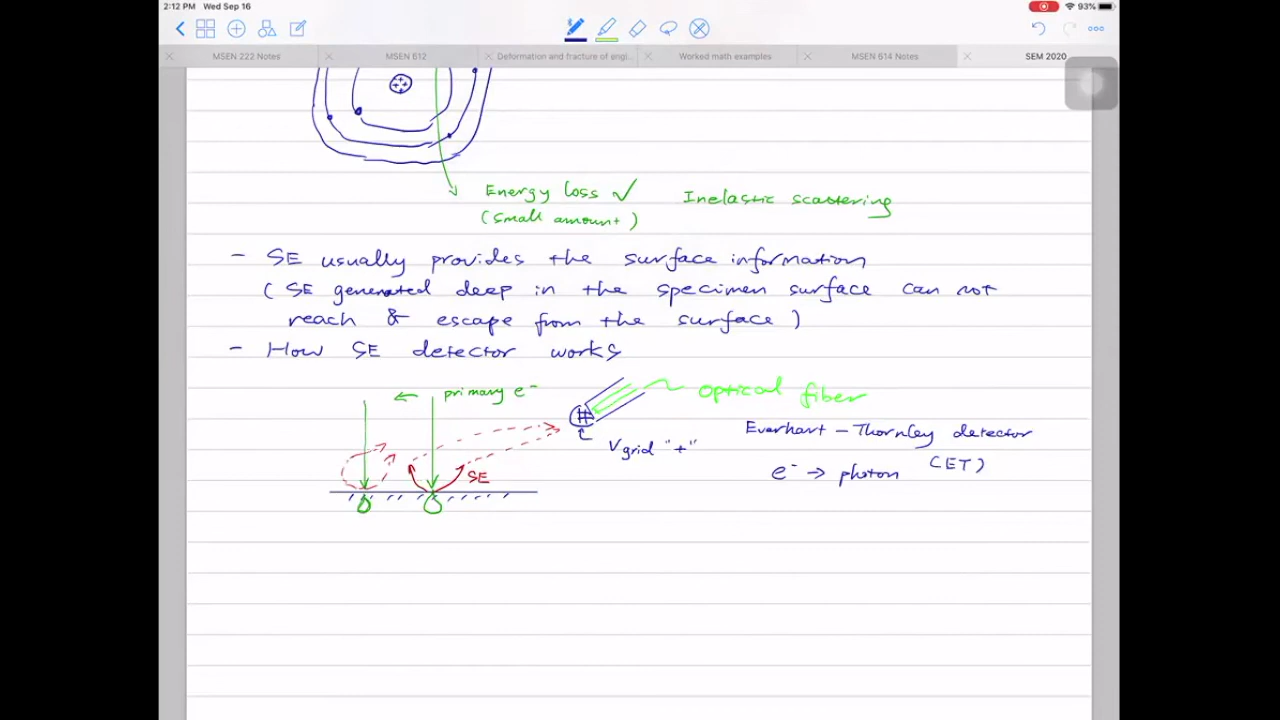 2:12 PM Wed Sep 16
93%
MSEN 222 Notes
MSEN 612
Deformation and fracture of engi...
Worked math examples
MSEN 614 Notes
SEM 2020
Energy loss ✓ Inelastic scattering
(small amount)
- SE usually provides the surface information
(SE generated deep in the specimen surface can not
reach & escape from the surface)
- How SE detector works
← primary e⁻
optical fiber
Everhart - Thornley detector
Vgrid "+"
(ET)
e⁻ → photon
SE